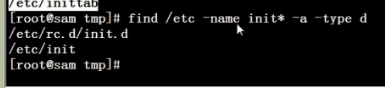 /etc/inittab
[root@sam tmp]# find /etc -name init* -a -type d
/etc/rc.d/init.d
/etc/init
[root@sam tmp]#